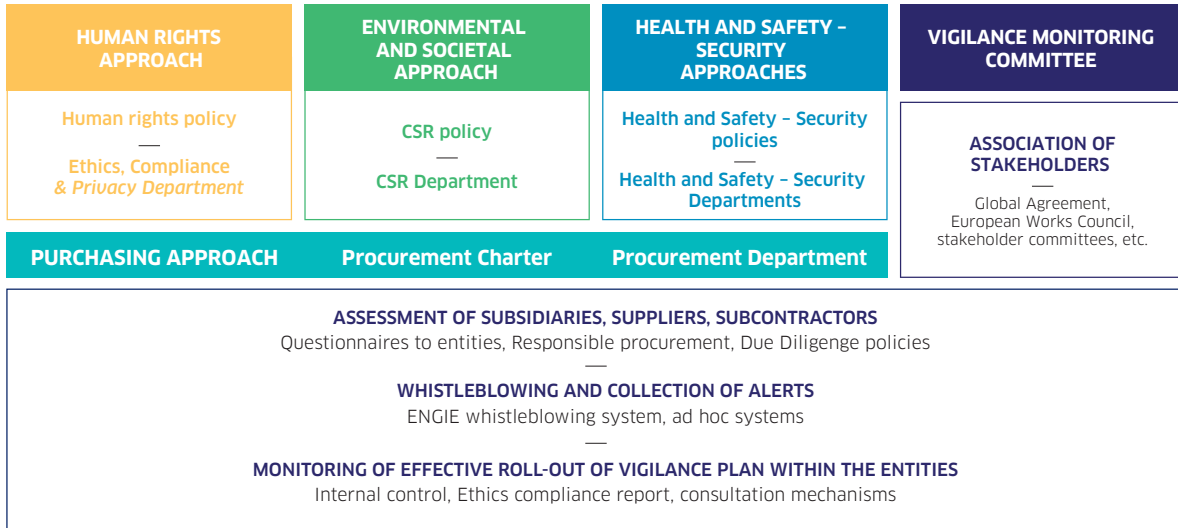 HUMAN RIGHTS
APPROACH
Human rights policy
—
Ethics, Compliance
& Privacy Department
ENVIRONMENTAL
AND SOCIETAL
APPROACH
CSR policy
—
CSR Department
HEALTH AND SAFETY –
SECURITY
APPROACHES
Health and Safety – Security
policies
—
Health and Safety – Security
Departments
VIGILANCE MONITORING
COMMITTEE
ASSOCIATION OF
STAKEHOLDERS
—
Global Agreement,
European Works Council,
stakeholder committees, etc.
PURCHASING APPROACH Procurement Charter Procurement Department
ASSESSMENT OF SUBSIDIARIES, SUPPLIERS, SUBCONTRACTORS
Questionnaires to entities, Responsible procurement, Due Diligenge policies
—
WHISTLEBLOWING AND COLLECTION OF ALERTS
ENGIE whistleblowing system, ad hoc systems
—
MONITORING OF EFFECTIVE ROLL-OUT OF VIGILANCE PLAN WITHIN THE ENTITIES
Internal control, Ethics compliance report, consultation mechanisms